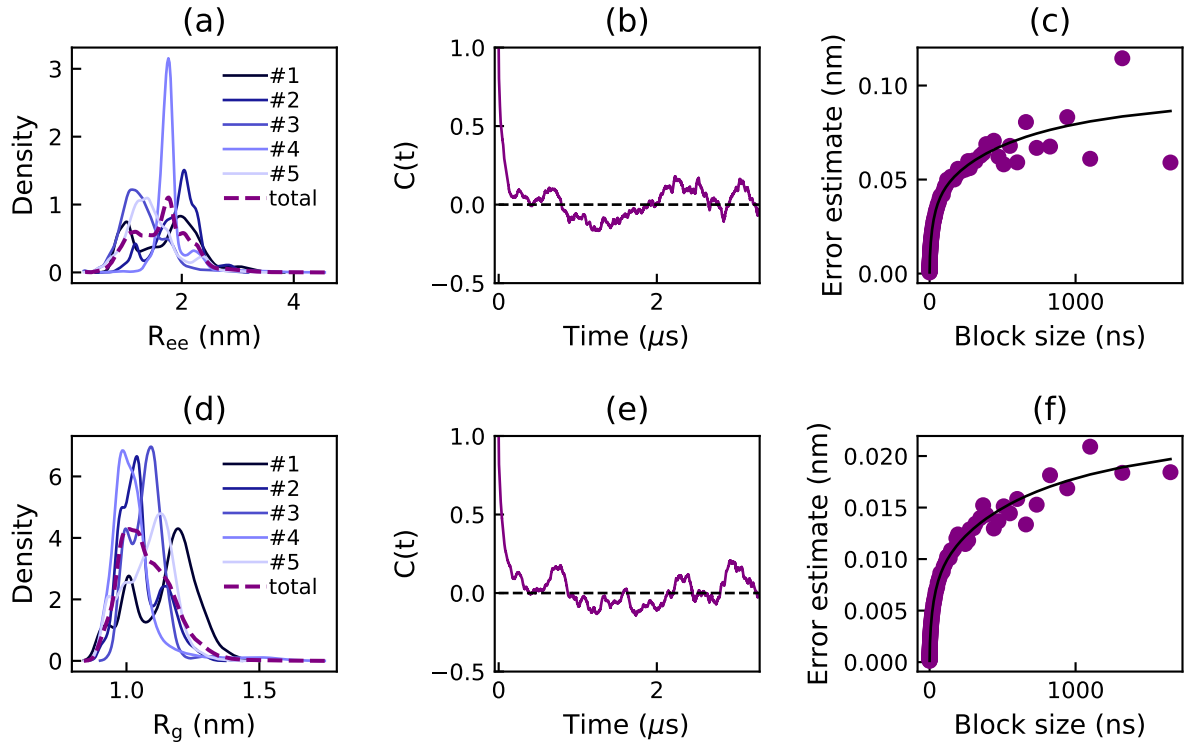 (a)
Density
3
2
1
0
#1
#2
#3
#4
#5
total
2
4
R_ee (nm)
(b)
C(t)
1.0
0.5
0.0
−0.5
0
2
Time (μs)
(c)
Error estimate (nm)
0.10
0.05
0.00
0
1000
Block size (ns)
(d)
Density
6
4
2
0
#1
#2
#3
#4
#5
total
1.0
1.5
R_g (nm)
(e)
C(t)
1.0
0.5
0.0
−0.5
0
2
Time (μs)
(f)
Error estimate (nm)
0.020
0.015
0.010
0.005
0.000
0
1000
Block size (ns)